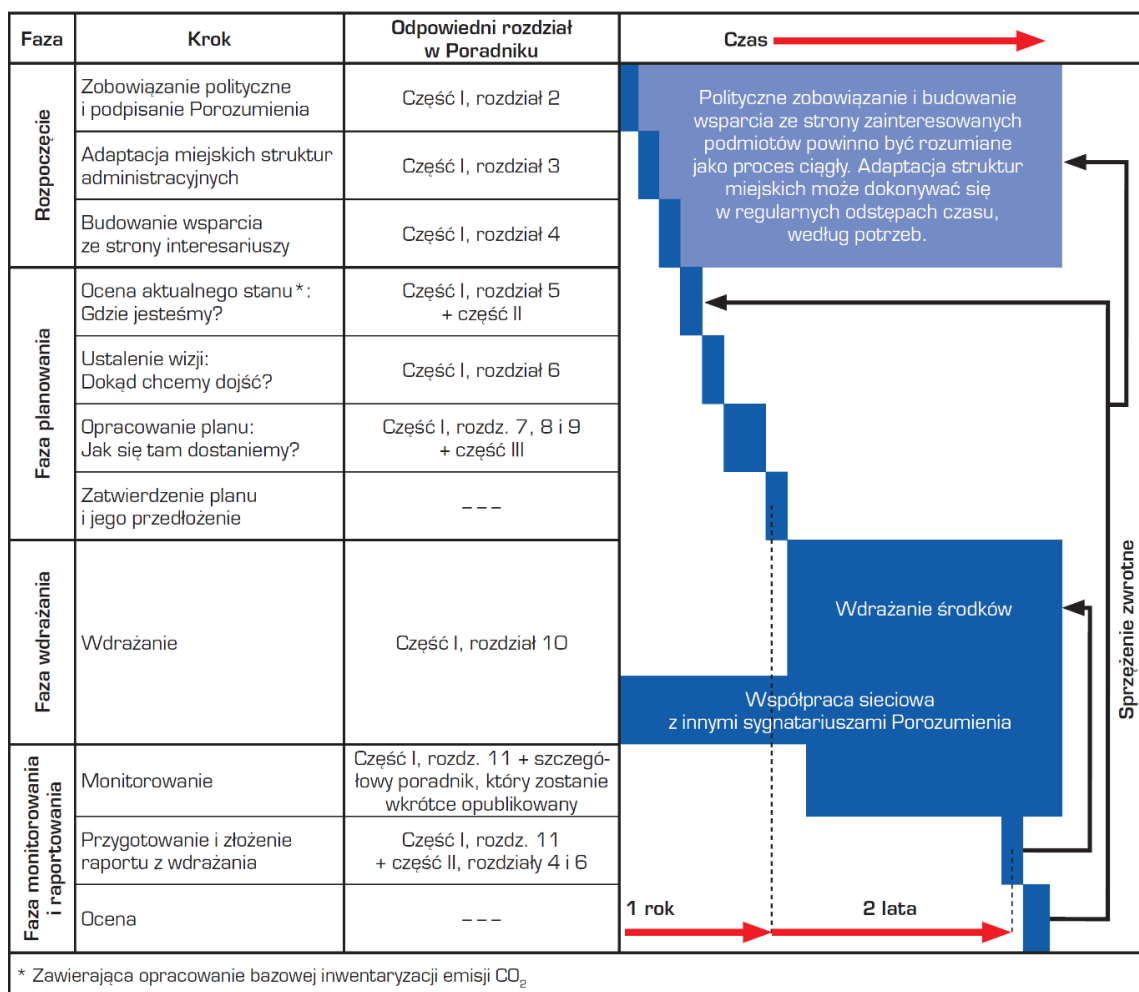 Faza
Krok
Odpowiedni rozdział
w Poradniku
Czas
Rozpoczęcie
Zobowiązanie polityczne
i podpisanie Porozumienia
Część I, rozdział 2
Adaptacja miejskich struktur
administracyjnych
Część I, rozdział 3
Budowanie wsparcia
ze strony interesariuszy
Część I, rozdział 4
Polityczne zobowiązanie i budowanie
wsparcia ze strony zainteresowanych
podmiotów powinno być rozumiane
jako proces ciągły. Adaptacja struktur
miejskich może dokonywać się
w regularnych odstępach czasu,
według potrzeb.
Faza planowania
Ocena aktualnego stanu*:
Gdzie jesteśmy?
Część I, rozdział 5
+ część II
Ustalenie wizji:
Dokąd chcemy dojść?
Część I, rozdział 6
Opracowanie planu:
Jak się tam dostaniemy?
Część I, rozdz. 7, 8 i 9
+ część III
Zatwierdzenie planu
i jego przedłożenie
– – –
Faza wdrażania
Wdrażanie
Część I, rozdział 10
Wdrażanie środków
Współpraca sieciowa
z innymi sygnatariuszami Porozumienia
Sprzężenie zwrotne
Faza monitorowania
i raportowania
Monitorowanie
Część I, rozdz. 11 + szczegó-
łowy poradnik, który zostanie
wkrótce opublikowany
Przygotowanie i złożenie
raportu z wdrażania
Część I, rozdz. 11
+ część II, rozdziały 4 i 6
Ocena
– – –
1 rok
2 lata
* Zawierająca opracowanie bazowej inwentaryzacji emisji CO₂